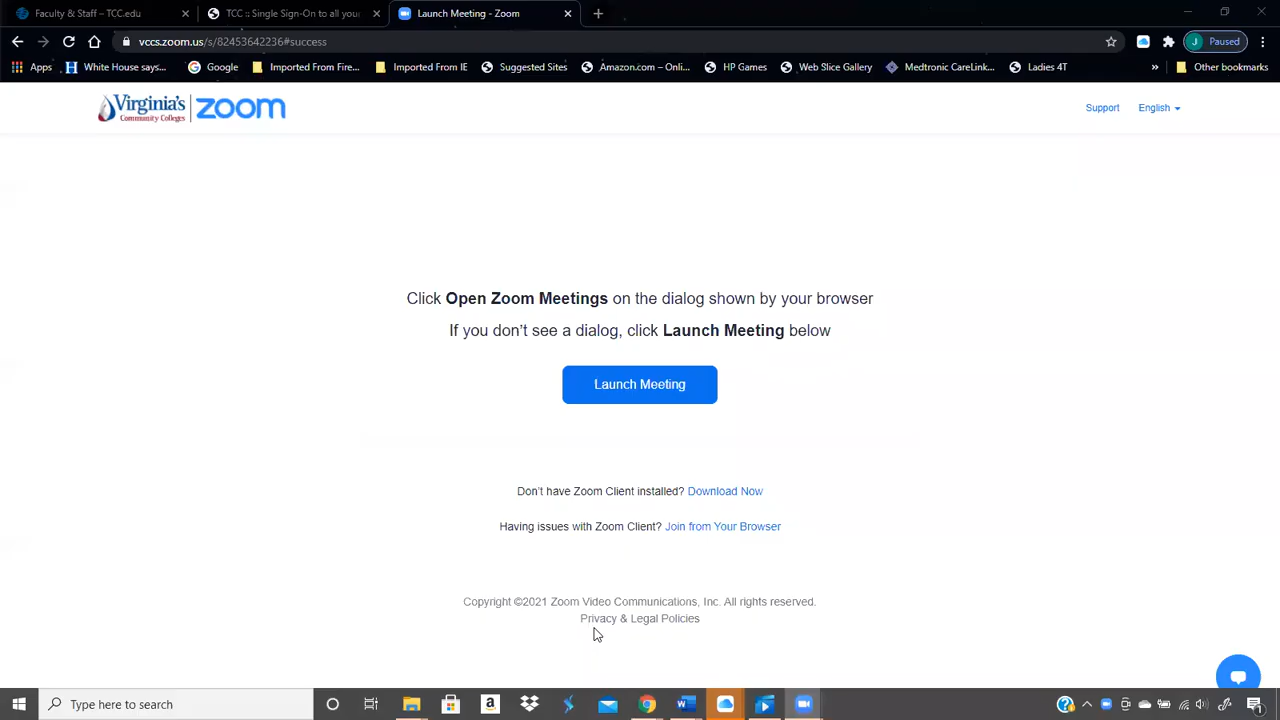 Faculty & Staff – TCC.edu
TCC :: Single Sign-On to all your
Launch Meeting - Zoom
vccs.zoom.us/s/82453642236#success
J Paused
Apps
White House says...
Google
Imported From Fire...
Imported From IE
Suggested Sites
Amazon.com – Onli...
HP Games
Web Slice Gallery
Medtronic CareLink...
Ladies 4T
»
Other bookmarks
Virginia's
Community Colleges
zoom
Support
English
Click Open Zoom Meetings on the dialog shown by your browser
If you don’t see a dialog, click Launch Meeting below
Launch Meeting
Don’t have Zoom Client installed? Download Now
Having issues with Zoom Client? Join from Your Browser
Copyright ©2021 Zoom Video Communications, Inc. All rights reserved.
Privacy & Legal Policies
Type here to search